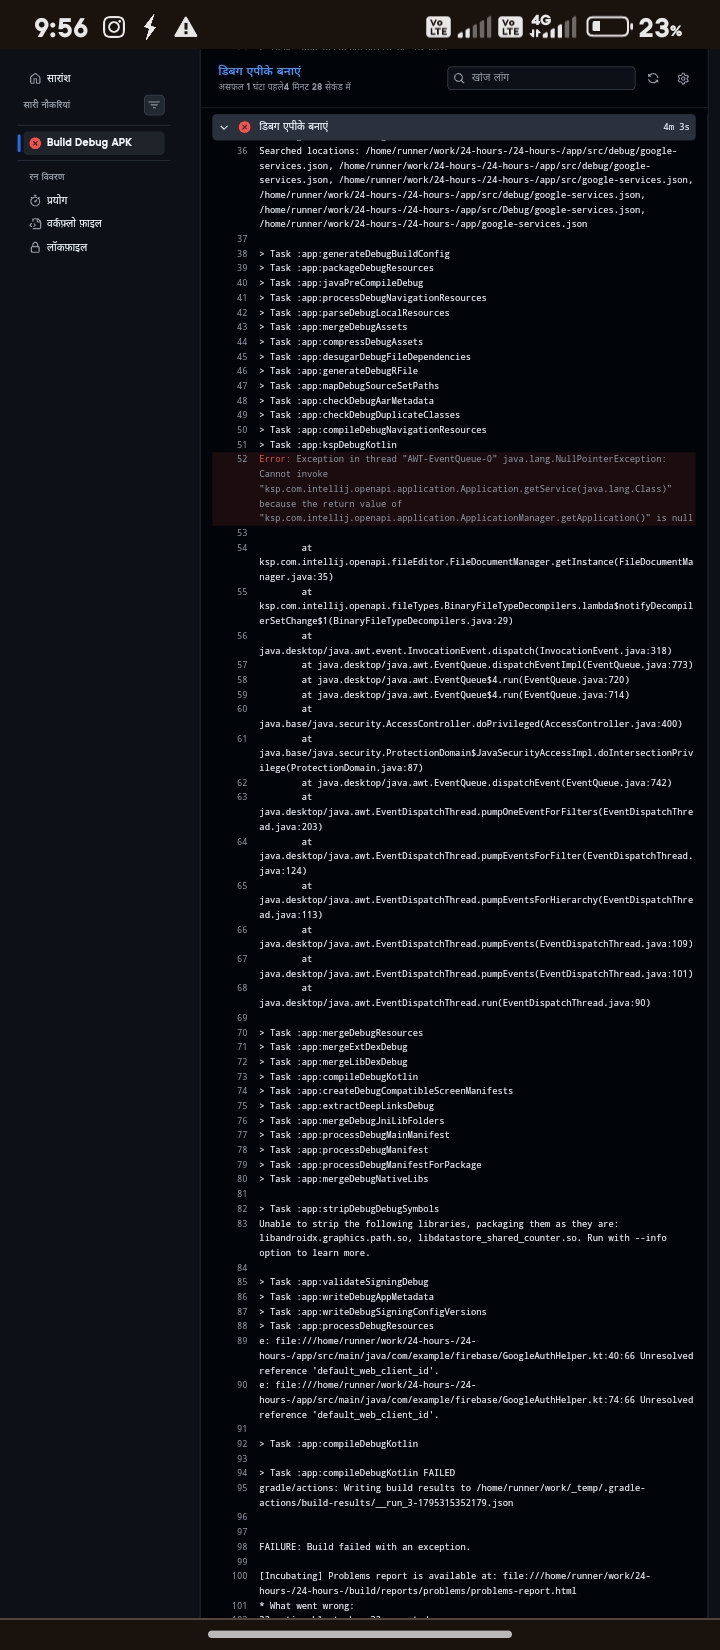 9:56
Vo LTE
Vo LTE
4G
23%
सारांश
सारी नोकरियां
Build Debug APK
रन विवरण
प्रयोग
वर्कफ़्लो फ़ाइल
लॉकफ़ाइल
डिबग एपीके बनाएं
असफल 1 घंटा पहले4 मिनट 28 सेकंड में
खोज लॉग
डिबग एपीके बनाएं
4m 3s
36 Searched locations: /home/runner/work/24-hours-/24-hours-/app/src/debug/google-
services.json, /home/runner/work/24-hours-/24-hours-/app/src/debug/google-
services.json, /home/runner/work/24-hours-/24-hours-/app/src/google-services.json,
/home/runner/work/24-hours-/24-hours-/app/src/debug/google-services.json,
/home/runner/work/24-hours-/24-hours-/app/src/Debug/google-services.json,
/home/runner/work/24-hours-/24-hours-/app/google-services.json
37
38 > Task :app:generateDebugBuildConfig
39 > Task :app:packageDebugResources
40 > Task :app:javaPreCompileDebug
41 > Task :app:processDebugNavigationResources
42 > Task :app:parseDebugLocalResources
43 > Task :app:mergeDebugAssets
44 > Task :app:compressDebugAssets
45 > Task :app:desugarDebugFileDependencies
46 > Task :app:generateDebugRFile
47 > Task :app:mapDebugSourceSetPaths
48 > Task :app:checkDebugAarMetadata
49 > Task :app:checkDebugDuplicateClasses
50 > Task :app:compileDebugNavigationResources
51 > Task :app:kspDebugKotlin
52 Error: Exception in thread "AWT-EventQueue-0" java.lang.NullPointerException:
Cannot invoke
"ksp.com.intellij.openapi.application.Application.getService(java.lang.Class)"
because the return value of
"ksp.com.intellij.openapi.application.ApplicationManager.getApplication()" is null
53
54 at
ksp.com.intellij.openapi.fileEditor.FileDocumentManager.getInstance(FileDocumentMa
nager.java:35)
55 at
ksp.com.intellij.openapi.fileTypes.BinaryFileTypeDecompilers.lambda$notifyDecompil
erSetChange$1(BinaryFileTypeDecompilers.java:29)
56 at
java.desktop/java.awt.event.InvocationEvent.dispatch(InvocationEvent.java:318)
57 at java.desktop/java.awt.EventQueue.dispatchEventImpl(EventQueue.java:773)
58 at java.desktop/java.awt.EventQueue$4.run(EventQueue.java:720)
59 at java.desktop/java.awt.EventQueue$4.run(EventQueue.java:714)
60 at
java.base/java.security.AccessController.doPrivileged(AccessController.java:400)
61 at
java.base/java.security.ProtectionDomain$JavaSecurityAccessImpl.doIntersectionPriv
ilege(ProtectionDomain.java:87)
62 at java.desktop/java.awt.EventQueue.dispatchEvent(EventQueue.java:742)
63 at
java.desktop/java.awt.EventDispatchThread.pumpOneEventForFilters(EventDispatchThre
ad.java:203)
64 at
java.desktop/java.awt.EventDispatchThread.pumpEventsForFilter(EventDispatchThread.
java:124)
65 at
java.desktop/java.awt.EventDispatchThread.pumpEventsForHierarchy(EventDispatchThre
ad.java:113)
66 at
java.desktop/java.awt.EventDispatchThread.pumpEvents(EventDispatchThread.java:109)
67 at
java.desktop/java.awt.EventDispatchThread.pumpEvents(EventDispatchThread.java:101)
68 at
java.desktop/java.awt.EventDispatchThread.run(EventDispatchThread.java:90)
69
70 > Task :app:mergeDebugResources
71 > Task :app:mergeExtDexDebug
72 > Task :app:mergeLibDexDebug
73 > Task :app:compileDebugKotlin
74 > Task :app:createDebugCompatibleScreenManifests
75 > Task :app:extractDeepLinksDebug
76 > Task :app:mergeDebugJniLibFolders
77 > Task :app:processDebugMainManifest
78 > Task :app:processDebugManifest
79 > Task :app:processDebugManifestForPackage
80 > Task :app:mergeDebugNativeLibs
81
82 > Task :app:stripDebugDebugSymbols
83 Unable to strip the following libraries, packaging them as they are:
libandroidx.graphics.path.so, libdatastore_shared_counter.so. Run with --info
option to learn more.
84
85 > Task :app:validateSigningDebug
86 > Task :app:writeDebugAppMetadata
87 > Task :app:writeDebugSigningConfigVersions
88 > Task :app:processDebugResources
89 e: file:///home/runner/work/24-hours-/24-
hours-/app/src/main/java/com/example/firebase/GoogleAuthHelper.kt:40:66 Unresolved
reference 'default_web_client_id'.
90 e: file:///home/runner/work/24-hours-/24-
hours-/app/src/main/java/com/example/firebase/GoogleAuthHelper.kt:74:66 Unresolved
reference 'default_web_client_id'.
91
92 > Task :app:compileDebugKotlin
93
94 > Task :app:compileDebugKotlin FAILED
95 gradle/actions: Writing build results to /home/runner/work/_temp/.gradle-
actions/build-results/__run_3-1795315352179.json
96
97
98 FAILURE: Build failed with an exception.
99
100 [Incubating] Problems report is available at: file:///home/runner/work/24-
hours-/24-hours-/build/reports/problems/problems-report.html
101 * What went wrong: